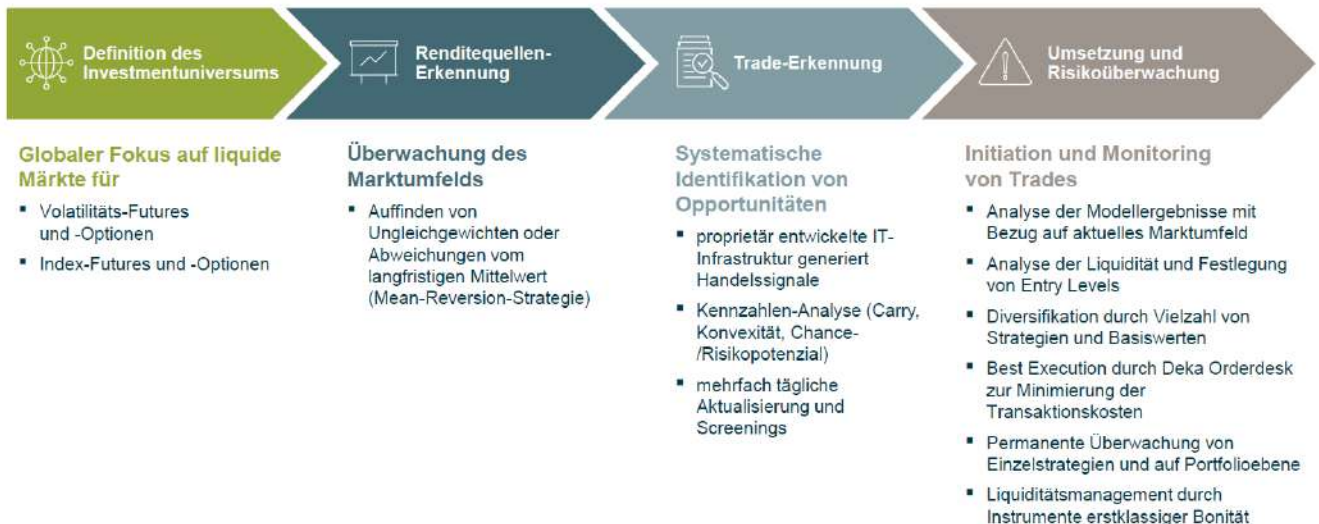 Definition des
Investmentuniversums
Renditequellen-
Erkennung
Trade-Erkennung
Umsetzung und
Risikoüberwachung
Globaler Fokus auf liquide
Märkte für
▪ Volatilitäts-Futures
und -Optionen
▪ Index-Futures und -Optionen
Überwachung des
Marktumfelds
▪ Auffinden von
Ungleichgewichten oder
Abweichungen vom
langfristigen Mittelwert
(Mean-Reversion-Strategie)
Systematische
Identifikation von
Opportunitäten
▪ proprietär entwickelte IT-
Infrastruktur generiert
Handelssignale
▪ Kennzahlen-Analyse (Carry,
Konvexität, Chance-
/Risikopotenzial)
▪ mehrfach tägliche
Aktualisierung und
Screenings
Initiation und Monitoring
von Trades
▪ Analyse der Modellergebnisse mit
Bezug auf aktuelles Marktumfeld
▪ Analyse der Liquidität und Festlegung
von Entry Levels
▪ Diversifikation durch Vielzahl von
Strategien und Basiswerten
▪ Best Execution durch Deka Orderdesk
zur Minimierung der
Transaktionskosten
▪ Permanente Überwachung von
Einzelstrategien und auf Portfolioebene
▪ Liquiditätsmanagement durch
Instrumente erstklassiger Bonität